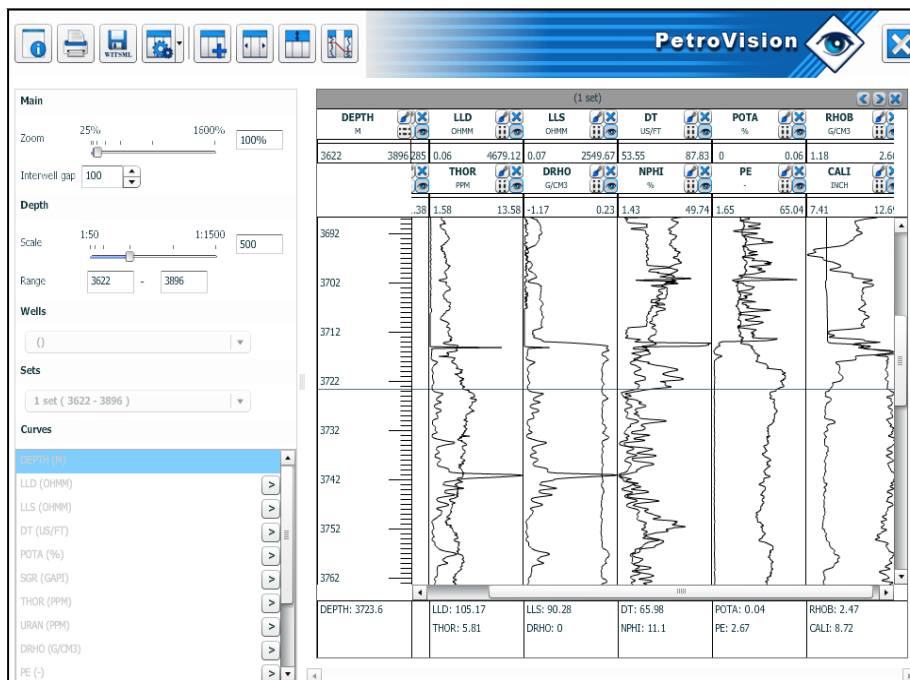 WITSML
PetroVision
Main
Zoom 25% 1600% 100%
Interwell gap 100
Depth
Scale 1:50 1:1500 500
Range 3622 - 3896
Wells
()
Sets
1 set ( 3622 - 3896 )
Curves
DEPTH (M)
LLD (OHMM)
LLS (OHMM)
DT (US/FT)
POTA (%)
SGR (GAPI)
THOR (PPM)
URAN (PPM)
DRHO (G/CM3)
PE (-)
(1 set)
DEPTH LLD LLS DT POTA RHOB
M OHMM OHMM US/FT % G/CM3
3622 3896 285 0.06 4679.12 0.07 2549.67 53.55 87.83 0 0.06 1.18
THOR DRHO NPHI PE CALI
PPM G/CM3 % - INCH
.38 1.58 13.58 -1.17 0.23 1.43 49.74 1.65 65.04 7.41
3692
3702
3712
3722
3732
3742
3752
3762
DEPTH: 3723.6 LLD: 105.17 LLS: 90.28 DT: 65.98 POTA: 0.04 RHOB: 2.47
THOR: 5.81 DRHO: 0 NPHI: 11.1 PE: 2.67 CALI: 8.72